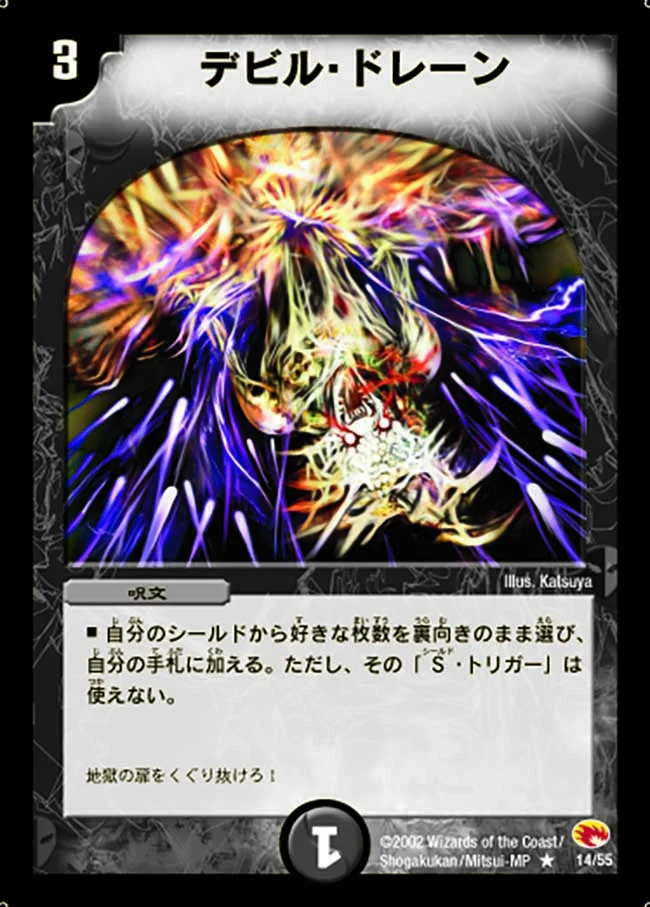 3
デビル・ドレーン
Illus. Katsuya
呪文
■ 自分のシールドから好きな枚数を裏向きのまま選び、
自分の手札に加える。ただし、その「S・トリガー」は
使えない。
地獄の扉をくぐり抜けろ!
1
©2002 Wizards of the Coast/
Shogakukan/Mitsui-MP ★ 14/55